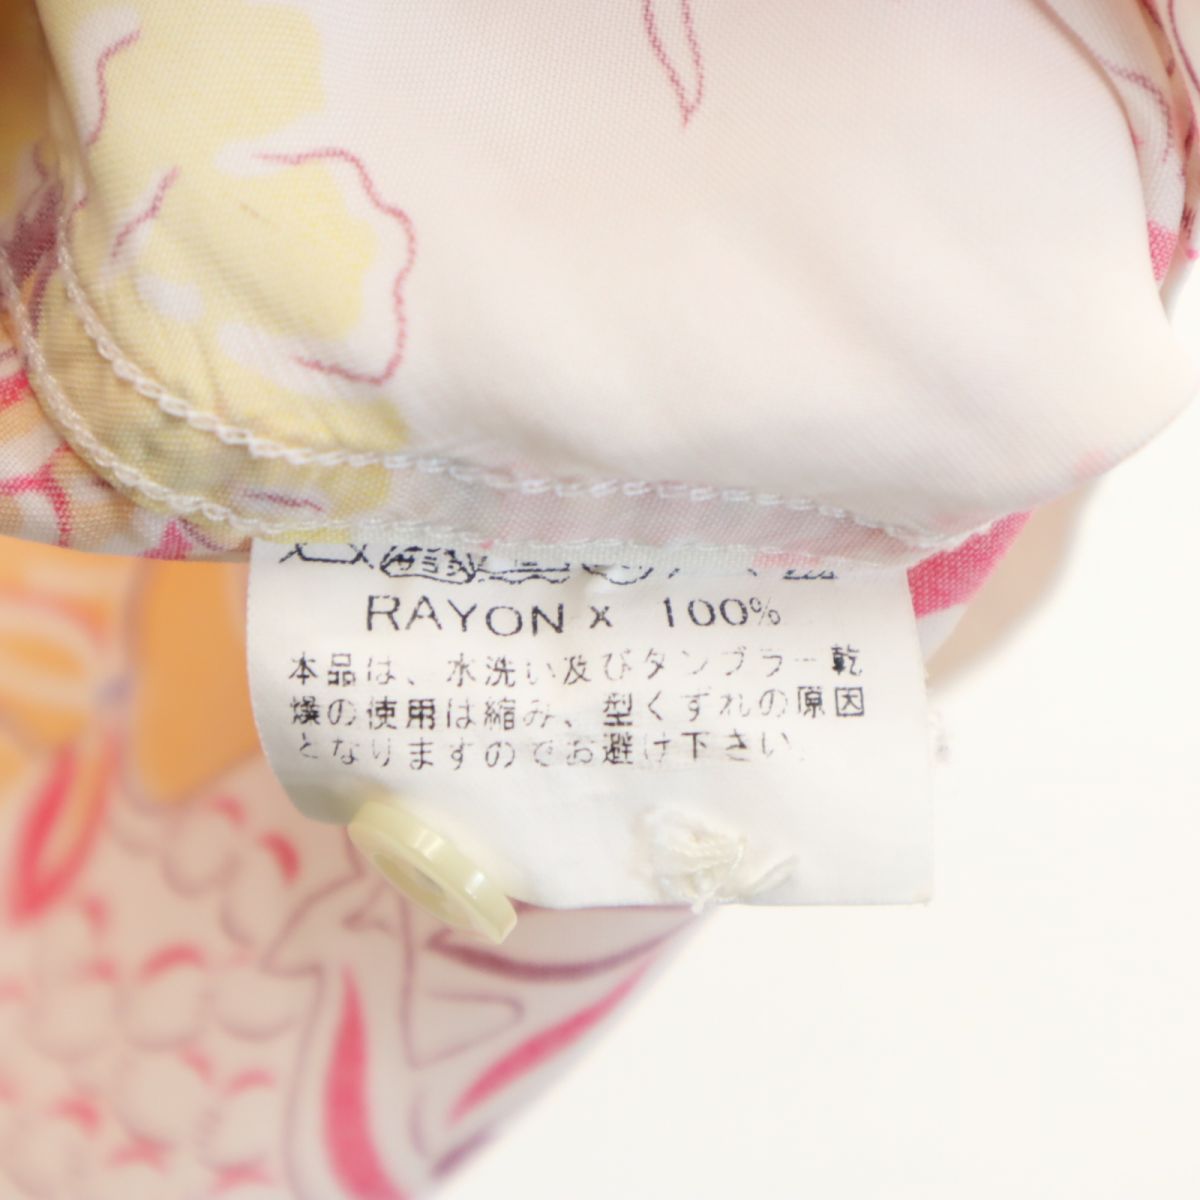 RAYON x 100%
本品は、水洗い及びタンブラー乾
燥の使用は縮み、型くずれの原因
となりますのでお避け下さい。